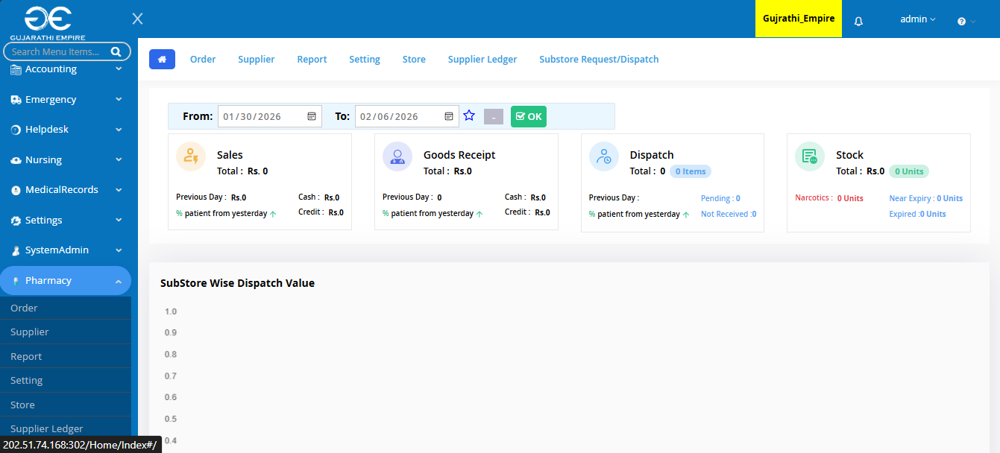 GUJARATHI EMPIRE
Gujrathi_Empire
admin
?
Search Menu Items...
Accounting
Emergency
Helpdesk
Nursing
MedicalRecords
Settings
SystemAdmin
Pharmacy
Order
Supplier
Report
Setting
Store
Supplier Ledger
202.51.74.168:302/Home/Index#/
Order Supplier Report Setting Store Supplier Ledger Substore Request/Dispatch
From: 01/30/2026 To: 02/06/2026 - OK
Sales
Total : Rs. 0
Previous Day : Rs.0 Cash : Rs.0
% patient from yesterday ↑ Credit : Rs.0
Goods Receipt
Total : Rs.0
Previous Day : 0 Cash : Rs.0
% patient from yesterday ↑ Credit : Rs.0
Dispatch
Total : 0 0 Items
Previous Day : Pending : 0
% patient from yesterday ↑ Not Received :0
Stock
Total : Rs.0 0 Units
Narcotics : 0 Units Near Expiry : 0 Units
Expired :0 Units
SubStore Wise Dispatch Value
1.0
0.9
0.8
0.7
0.6
0.5
0.4